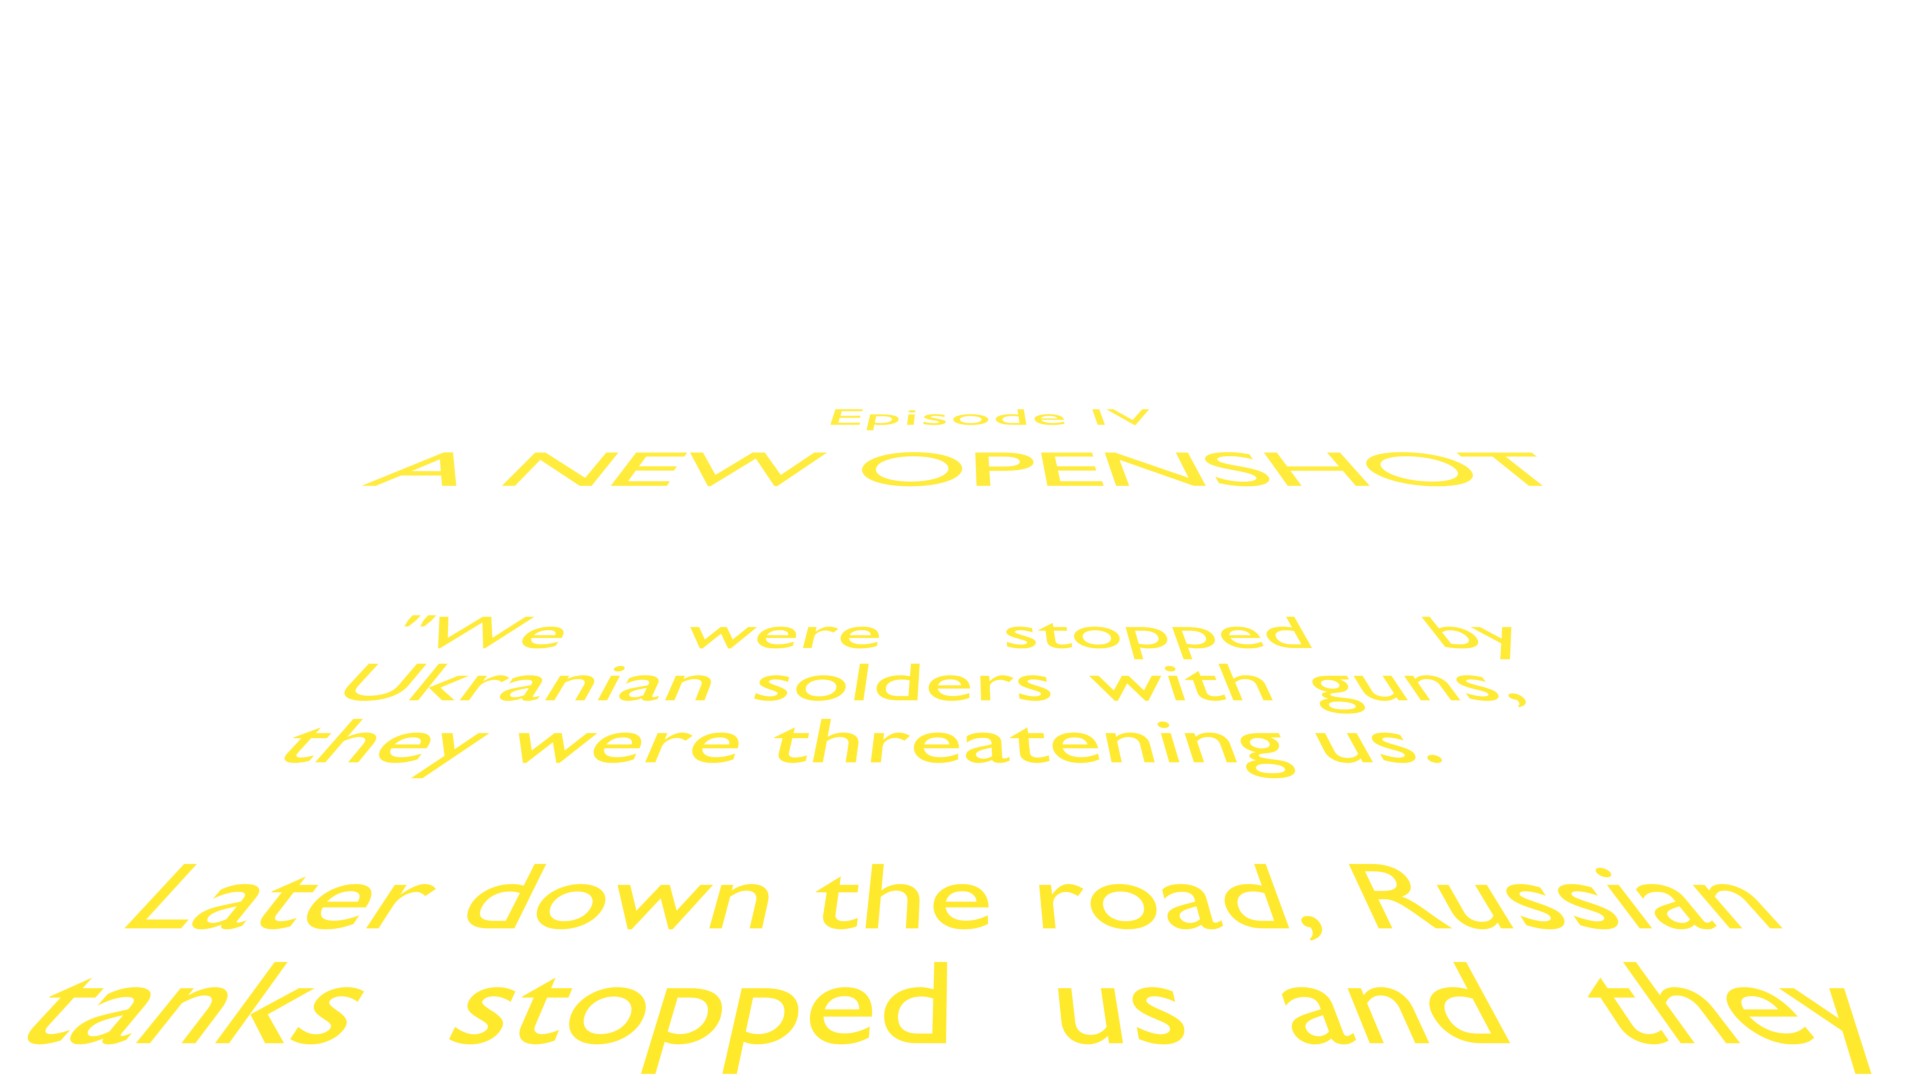 Episode IV
A NEW OPENSHOT
"We were stopped by
Ukranian solders with guns,
they were threatening us.
Later down the road, Russian
tanks stopped us and they